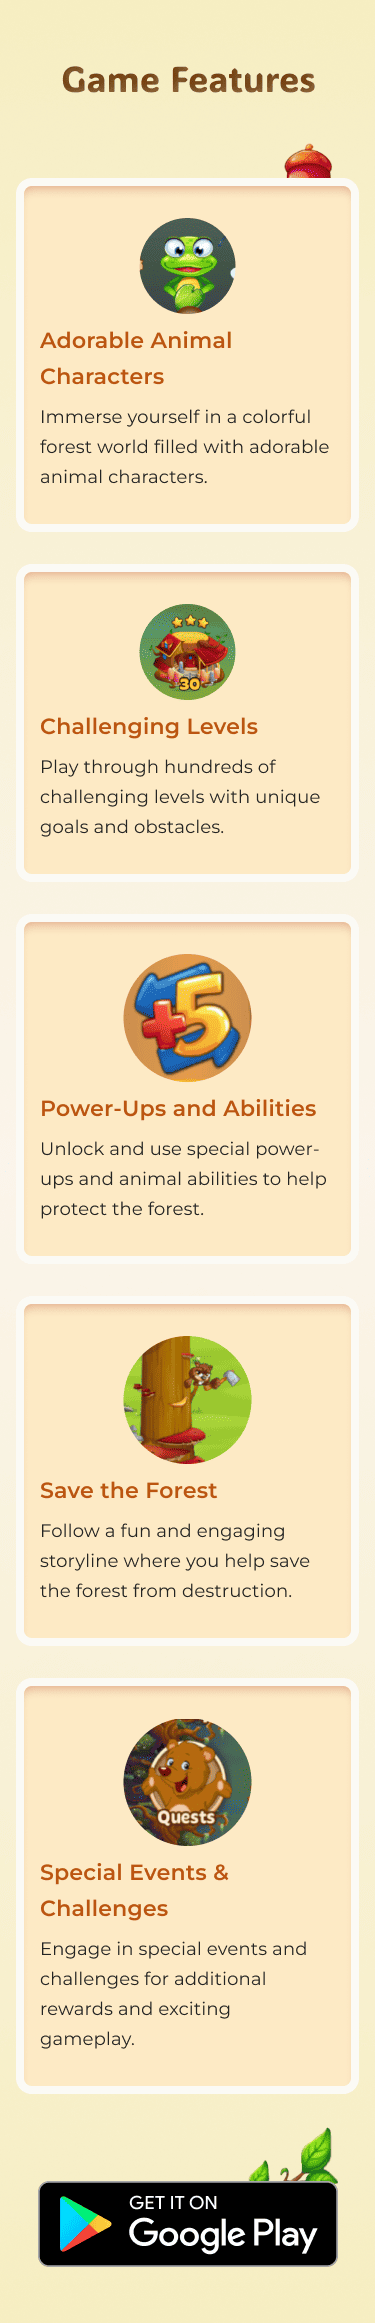 Game Features
Adorable Animal
Characters
Immerse yourself in a colorful
forest world filled with adorable
animal characters.
30
Challenging Levels
Play through hundreds of
challenging levels with unique
goals and obstacles.
+5
Power-Ups and Abilities
Unlock and use special power-
ups and animal abilities to help
protect the forest.
Save the Forest
Follow a fun and engaging
storyline where you help save
the forest from destruction.
Quests
Special Events &
Challenges
Engage in special events and
challenges for additional
rewards and exciting
gameplay.
GET IT ON
Google Play